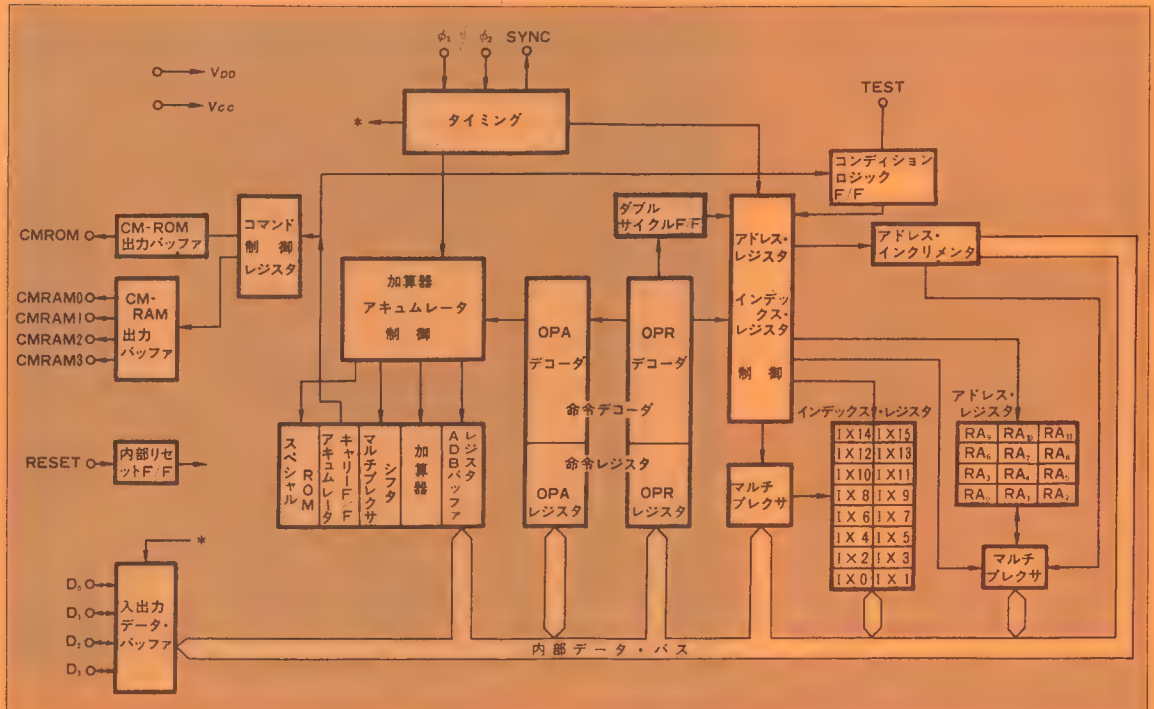 φ₁ φ₂ SYNC
V_DD
V_CC
TEST
*
タイミング
コンディション
ロジック
F/F
CMROM
CM-ROM
出力バッファ
コマンド
制御
レジスタ
ダブル
サイクルF/F
アドレス・
レジスタ
インデッ
クス・レ
ジスタ
制御
アドレス・
インクリメンタ
CMRAM0
CMRAM1
CMRAM2
CMRAM3
CM-
RAM
出力
バッファ
加算器
アキュムレータ
制御
OPA
デコーダ
OPR
デコーダ
命令デコーダ
命令レジスタ
OPA
レジスタ
OPR
レジスタ
RESET
内部リセ
ットF/F
スペシャル
ROM
アキュムレータ
キャリーF/F
マルチプレクサ
シフタ
加算器
ADBバッファ
レジスタ
マルチ
プレクサ
インデックス・レジスタ
IX14 IX15
IX12 IX13
IX10 IX11
IX8 IX9
IX6 IX7
IX4 IX5
IX2 IX3
IX0 IX1
アドレス・
レジスタ
RA₉ RA₁₀ RA₁₁
RA₆ RA₇ RA₈
RA₃ RA₄ RA₅
RA₀ RA₁ RA₂
マルチ
プレクサ
*
D₀
D₁
D₂
D₃
入出力
データ・
バッファ
内部データ・バス